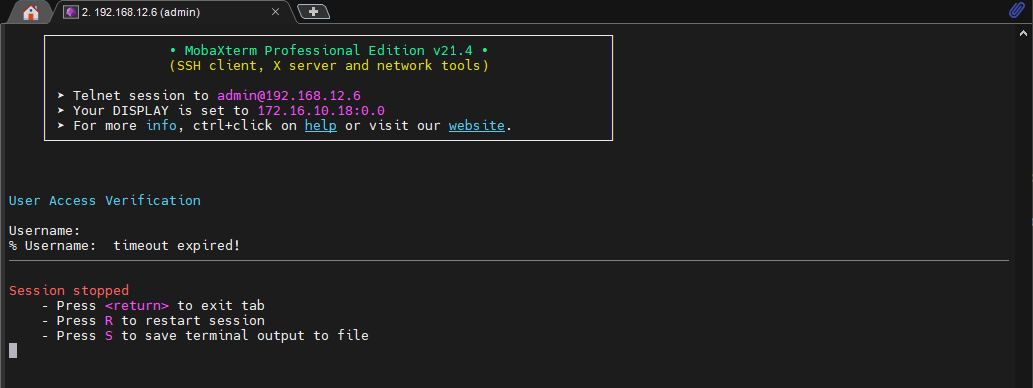 2. 192.168.12.6 (admin)
• MobaXterm Professional Edition v21.4 •
(SSH client, X server and network tools)
➤ Telnet session to admin@192.168.12.6
➤ Your DISPLAY is set to 172.16.10.18:0.0
➤ For more info, ctrl+click on help or visit our website.
User Access Verification
Username:
% Username:  timeout expired!
Session stopped
- Press <return> to exit tab
- Press R to restart session
- Press S to save terminal output to file